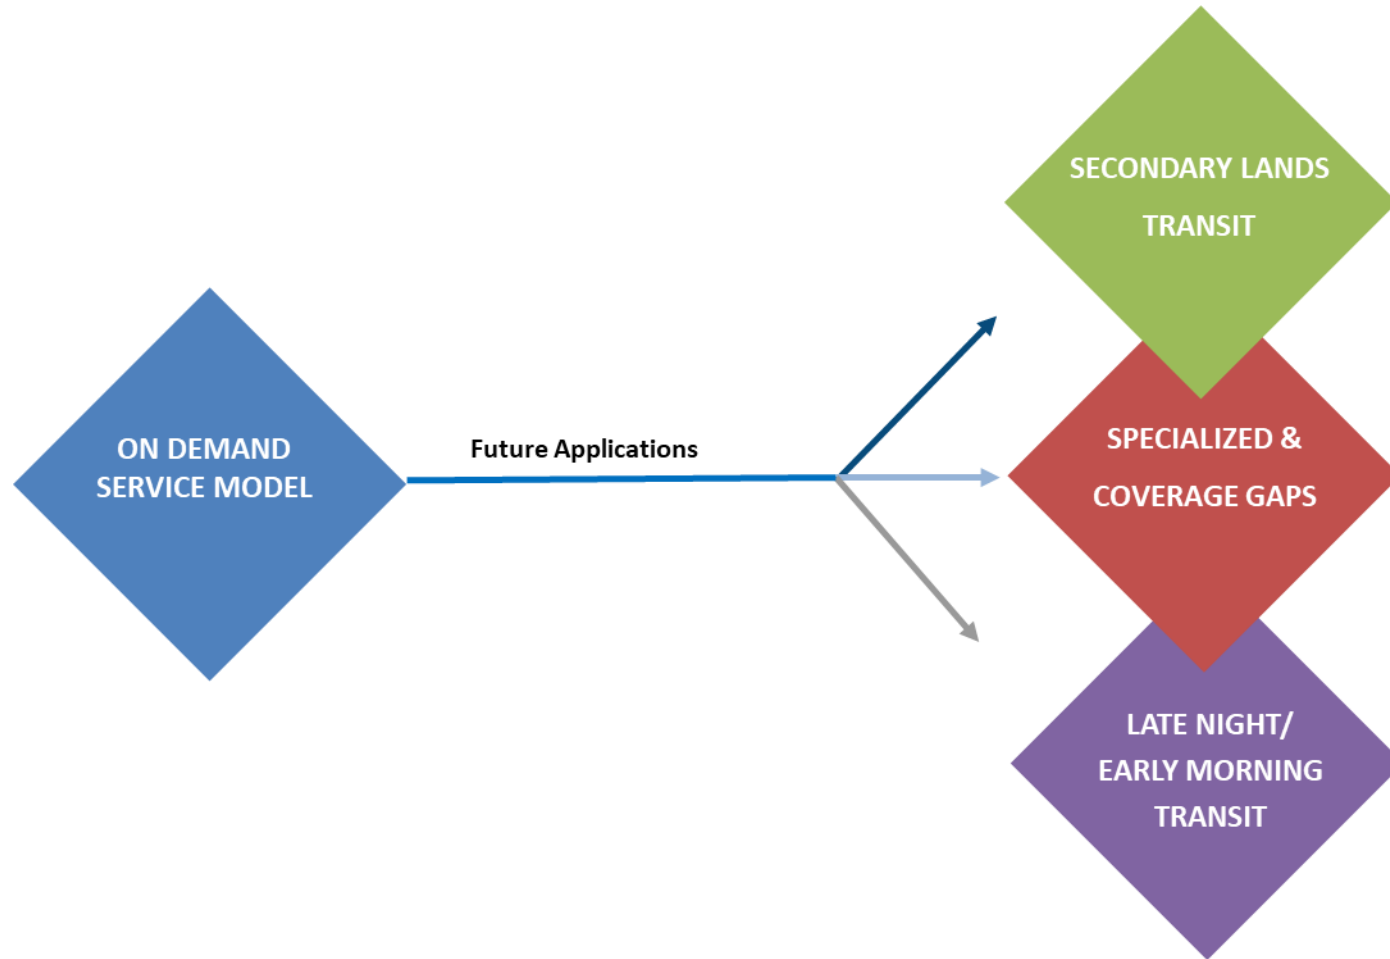 ON DEMAND
SERVICE MODEL
Future Applications
SECONDARY LANDS
TRANSIT
SPECIALIZED &
COVERAGE GAPS
LATE NIGHT/
EARLY MORNING
TRANSIT